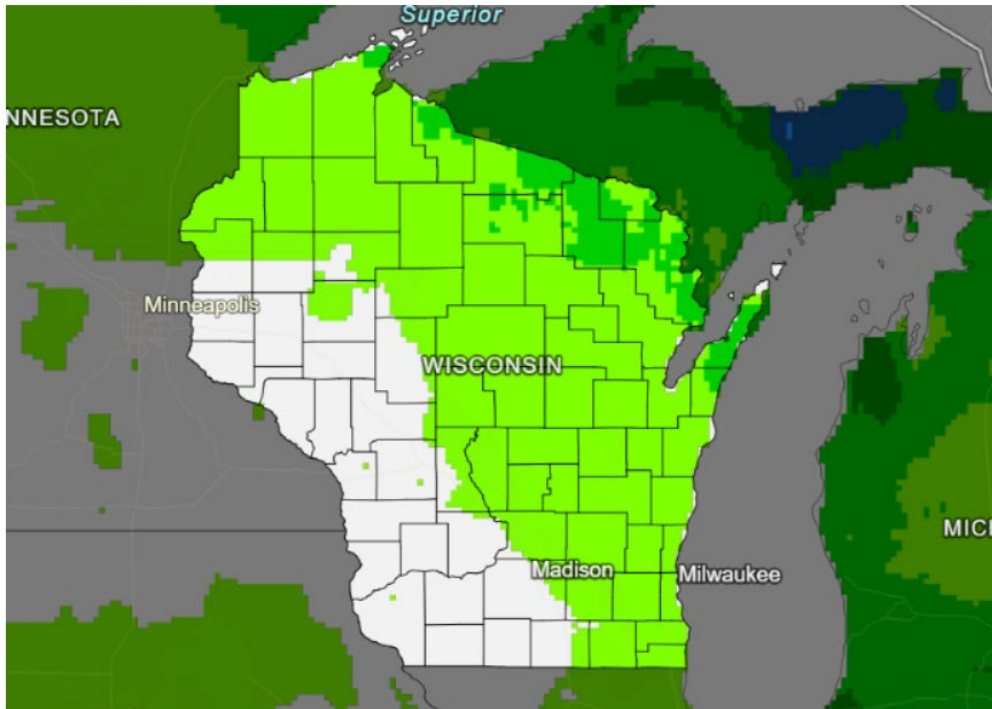 Superior
NNESOTA
Minneapolis
WISCONSIN
MICI
Madison
Milwaukee